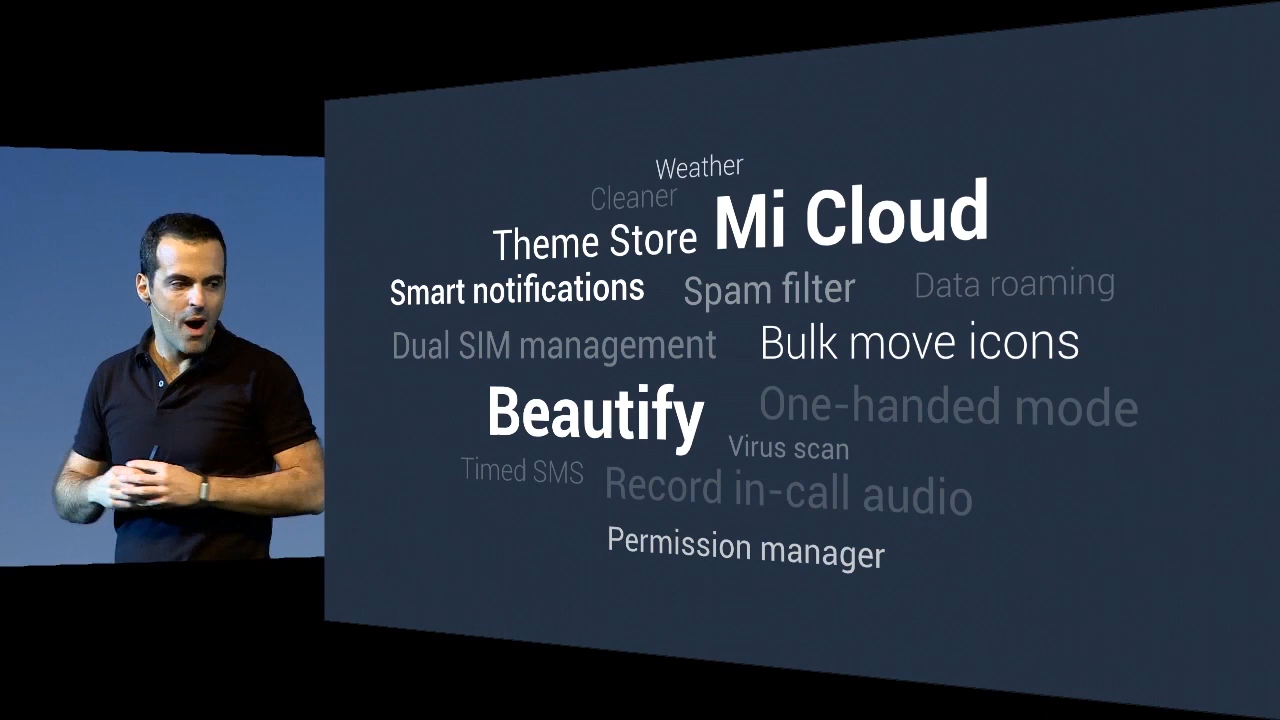 Weather
Cleaner
Mi Cloud
Theme Store
Smart notifications
Spam filter
Data roaming
Dual SIM management
Bulk move icons
Beautify
One-handed mode
Virus scan
Timed SMS
Record in-call audio
Permission manager